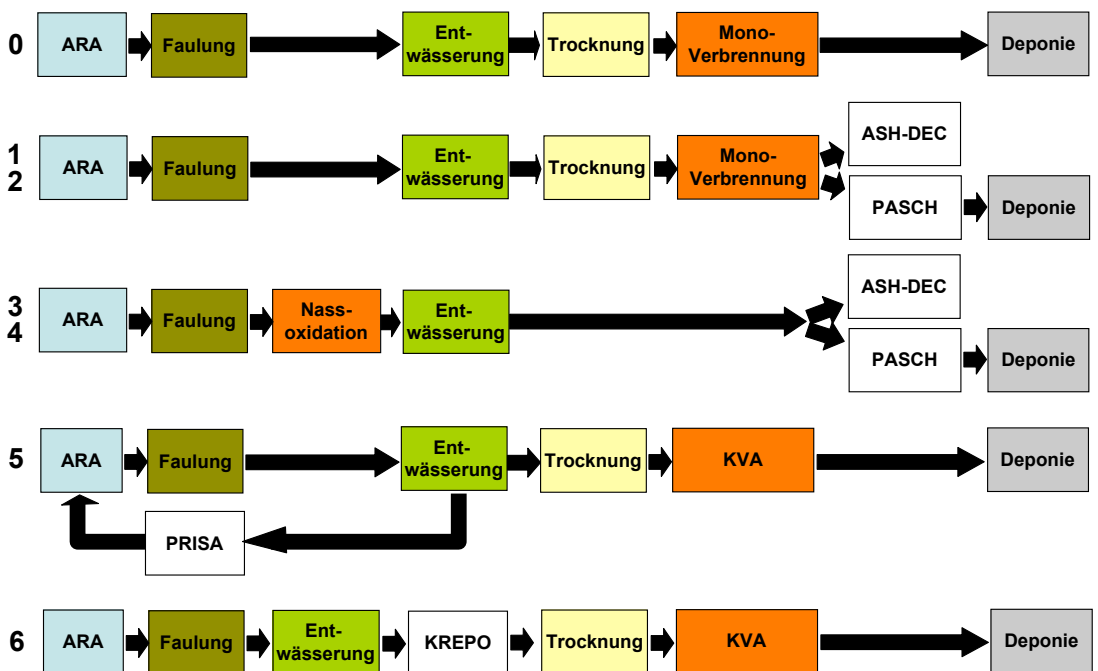 0
ARA
Faulung
Ent-
wässerung
Trocknung
Mono-
Verbrennung
Deponie
1
2
ARA
Faulung
Ent-
wässerung
Trocknung
Mono-
Verbrennung
ASH-DEC
PASCH
Deponie
3
4
ARA
Faulung
Nass-
oxidation
Ent-
wässerung
ASH-DEC
PASCH
Deponie
5
ARA
Faulung
Ent-
wässerung
Trocknung
KVA
Deponie
PRISA
6
ARA
Faulung
Ent-
wässerung
KREPO
Trocknung
KVA
Deponie